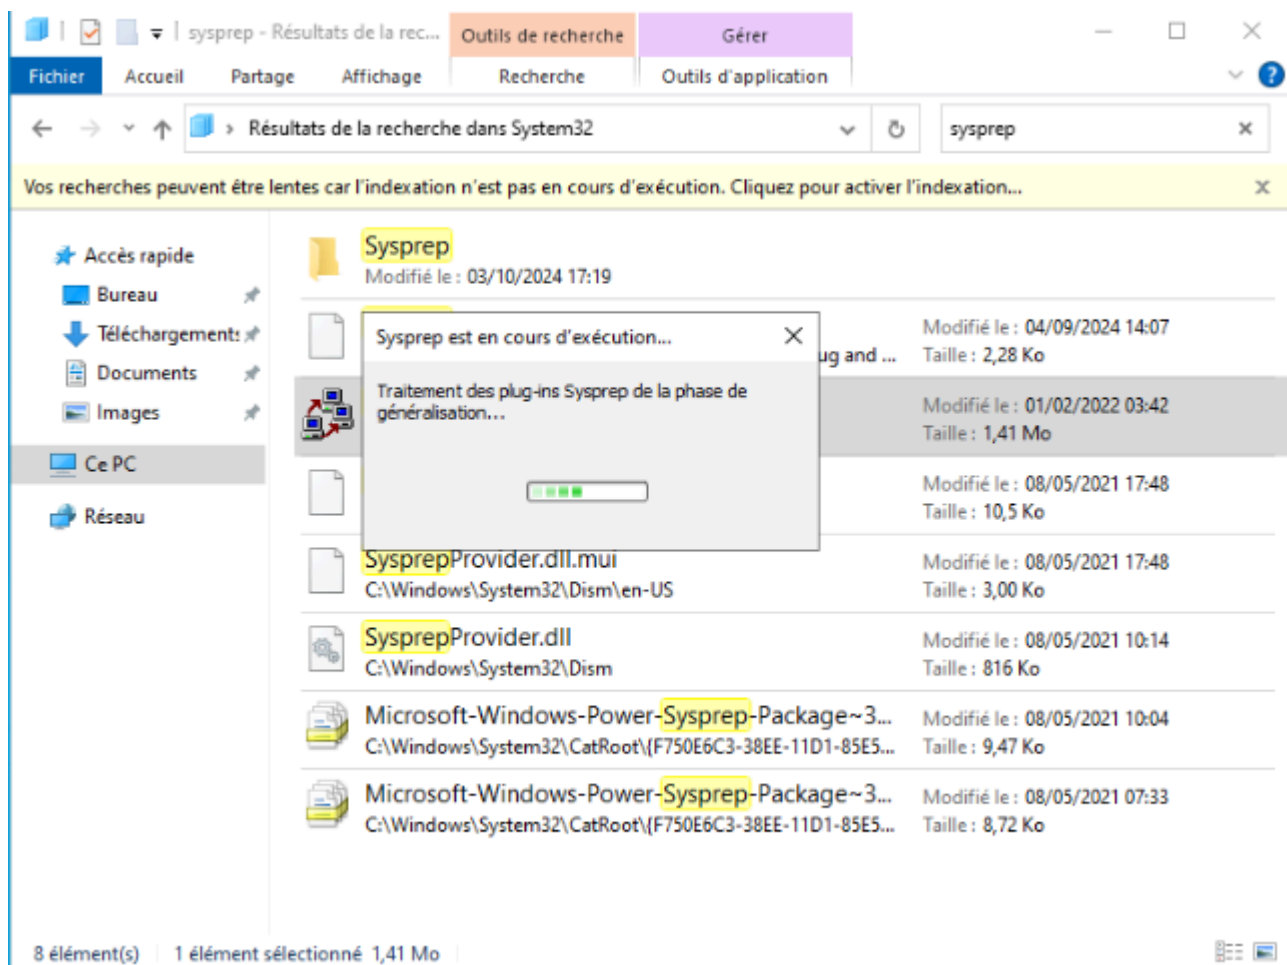 sysprep - Résultats de la rec...
Outils de recherche
Gérer
Fichier
Accueil
Partage
Affichage
Recherche
Outils d'application
Résultats de la recherche dans System32
sysprep
Vos recherches peuvent être lentes car l'indexation n'est pas en cours d'exécution. Cliquez pour activer l'indexation...
Accès rapide
Bureau
Téléchargements
Documents
Images
Ce PC
Réseau
Sysprep
Modifié le : 03/10/2024 17:19
ug and ...
Modifié le : 04/09/2024 14:07
Taille : 2,28 Ko
Sysprep est en cours d'exécution...
Traitement des plug-ins Sysprep de la phase de
généralisation...
Modifié le : 01/02/2022 03:42
Taille : 1,41 Mo
Modifié le : 08/05/2021 17:48
Taille : 10,5 Ko
SysprepProvider.dll.mui
C:\Windows\System32\Dism\en-US
Modifié le : 08/05/2021 17:48
Taille : 3,00 Ko
SysprepProvider.dll
C:\Windows\System32\Dism
Modifié le : 08/05/2021 10:14
Taille : 816 Ko
Microsoft-Windows-Power-Sysprep-Package~3...
C:\Windows\System32\CatRoot\{F750E6C3-38EE-11D1-85E5...
Modifié le : 08/05/2021 10:04
Taille : 9,47 Ko
Microsoft-Windows-Power-Sysprep-Package~3...
C:\Windows\System32\CatRoot\{F750E6C3-38EE-11D1-85E5...
Modifié le : 08/05/2021 07:33
Taille : 8,72 Ko
8 élément(s)
1 élément sélectionné 1,41 Mo